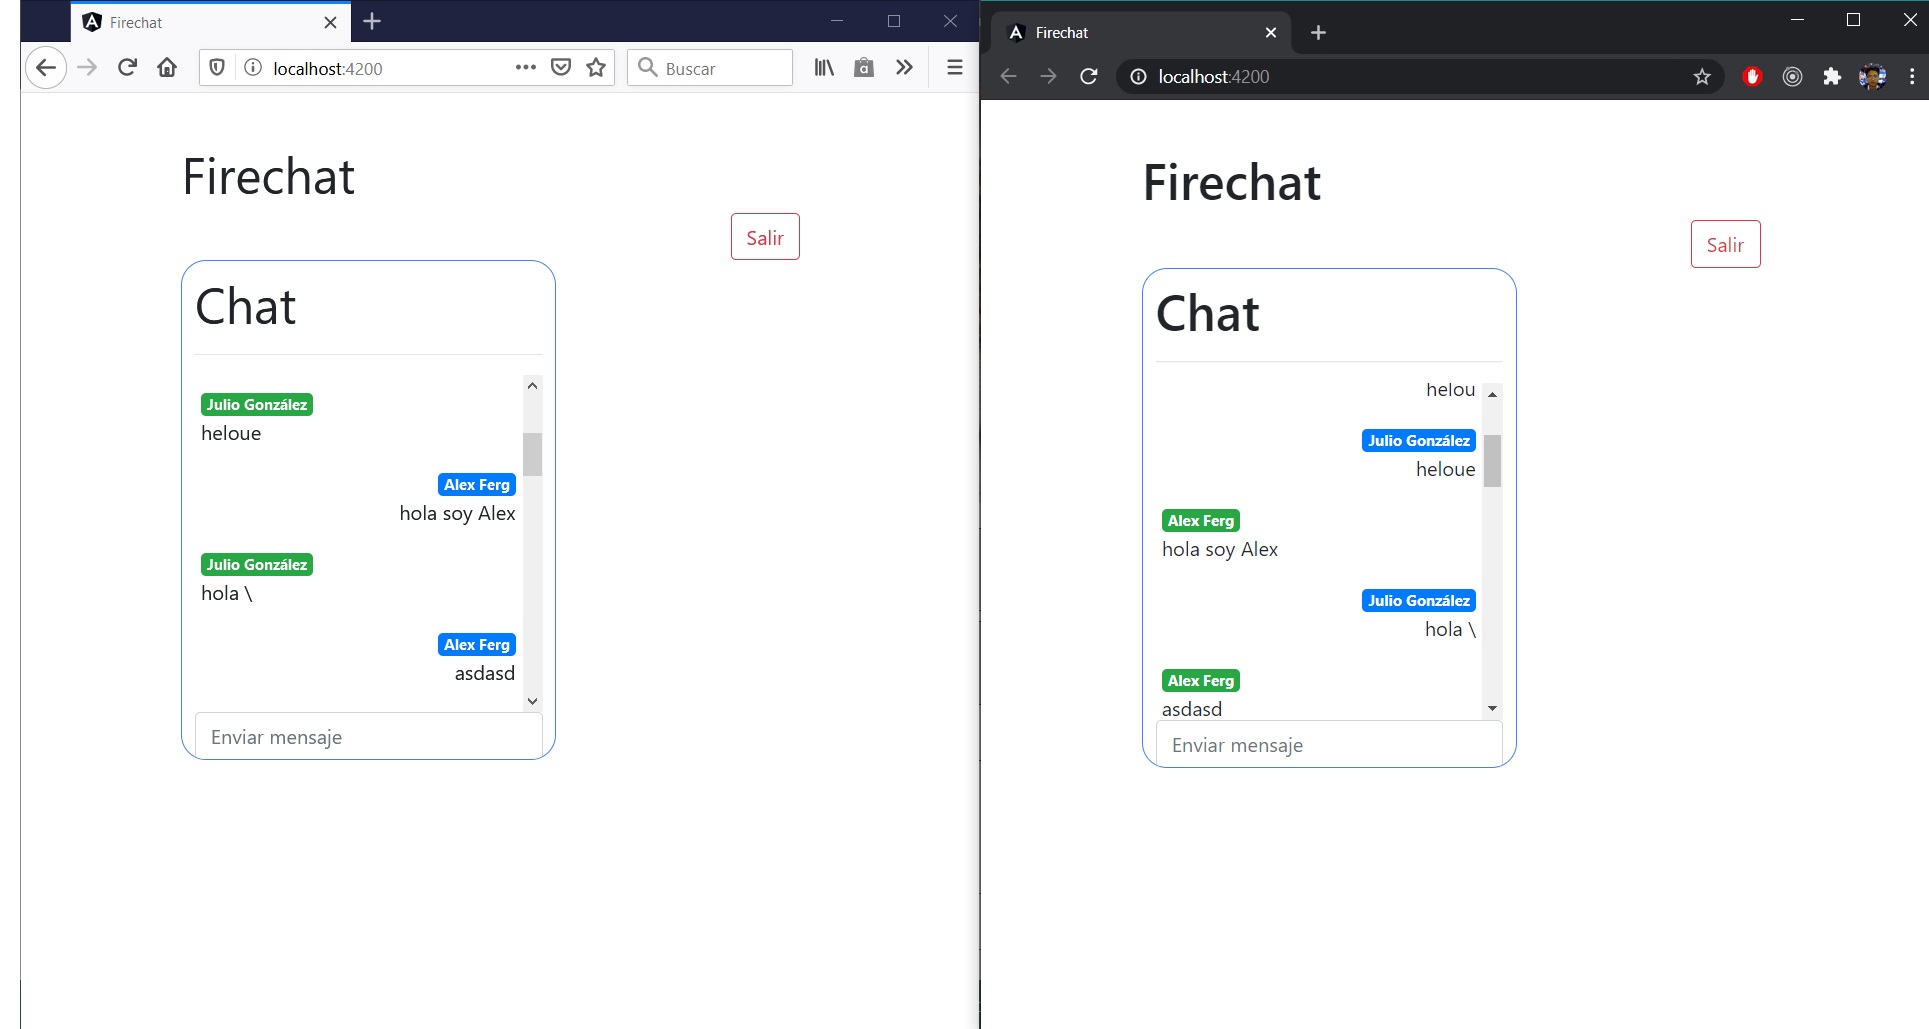 Firechat
localhost:4200
Buscar
Firechat
Salir
Chat
Julio González
heloue
Alex Ferg
hola soy Alex
Julio González
hola \
Alex Ferg
asdasd
Enviar mensaje
Firechat
localhost:4200
Firechat
Salir
Chat
helou
Julio González
heloue
Alex Ferg
hola soy Alex
Julio González
hola \
Alex Ferg
asdasd
Enviar mensaje